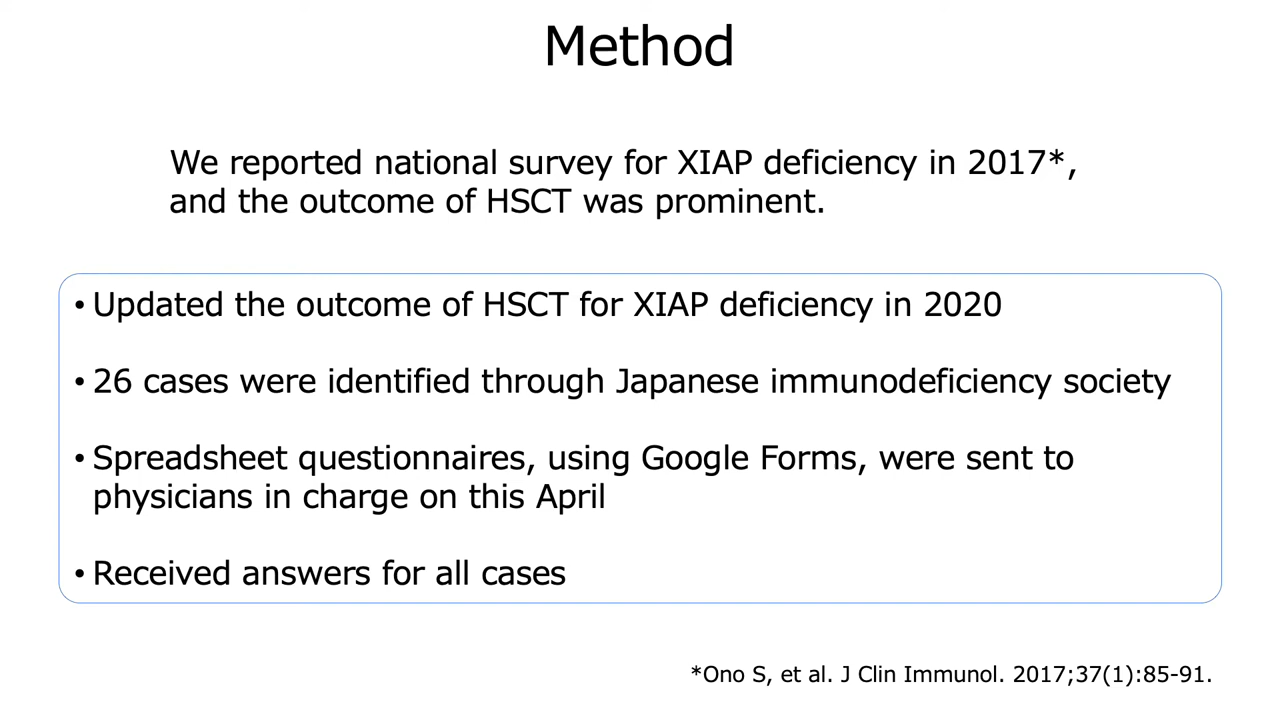 Method
We reported national survey for XIAP deficiency in 2017*,
and the outcome of HSCT was prominent.
• Updated the outcome of HSCT for XIAP deficiency in 2020
• 26 cases were identified through Japanese immunodeficiency society
• Spreadsheet questionnaires, using Google Forms, were sent to
physicians in charge on this April
• Received answers for all cases
*Ono S, et al. J Clin Immunol. 2017;37(1):85-91.